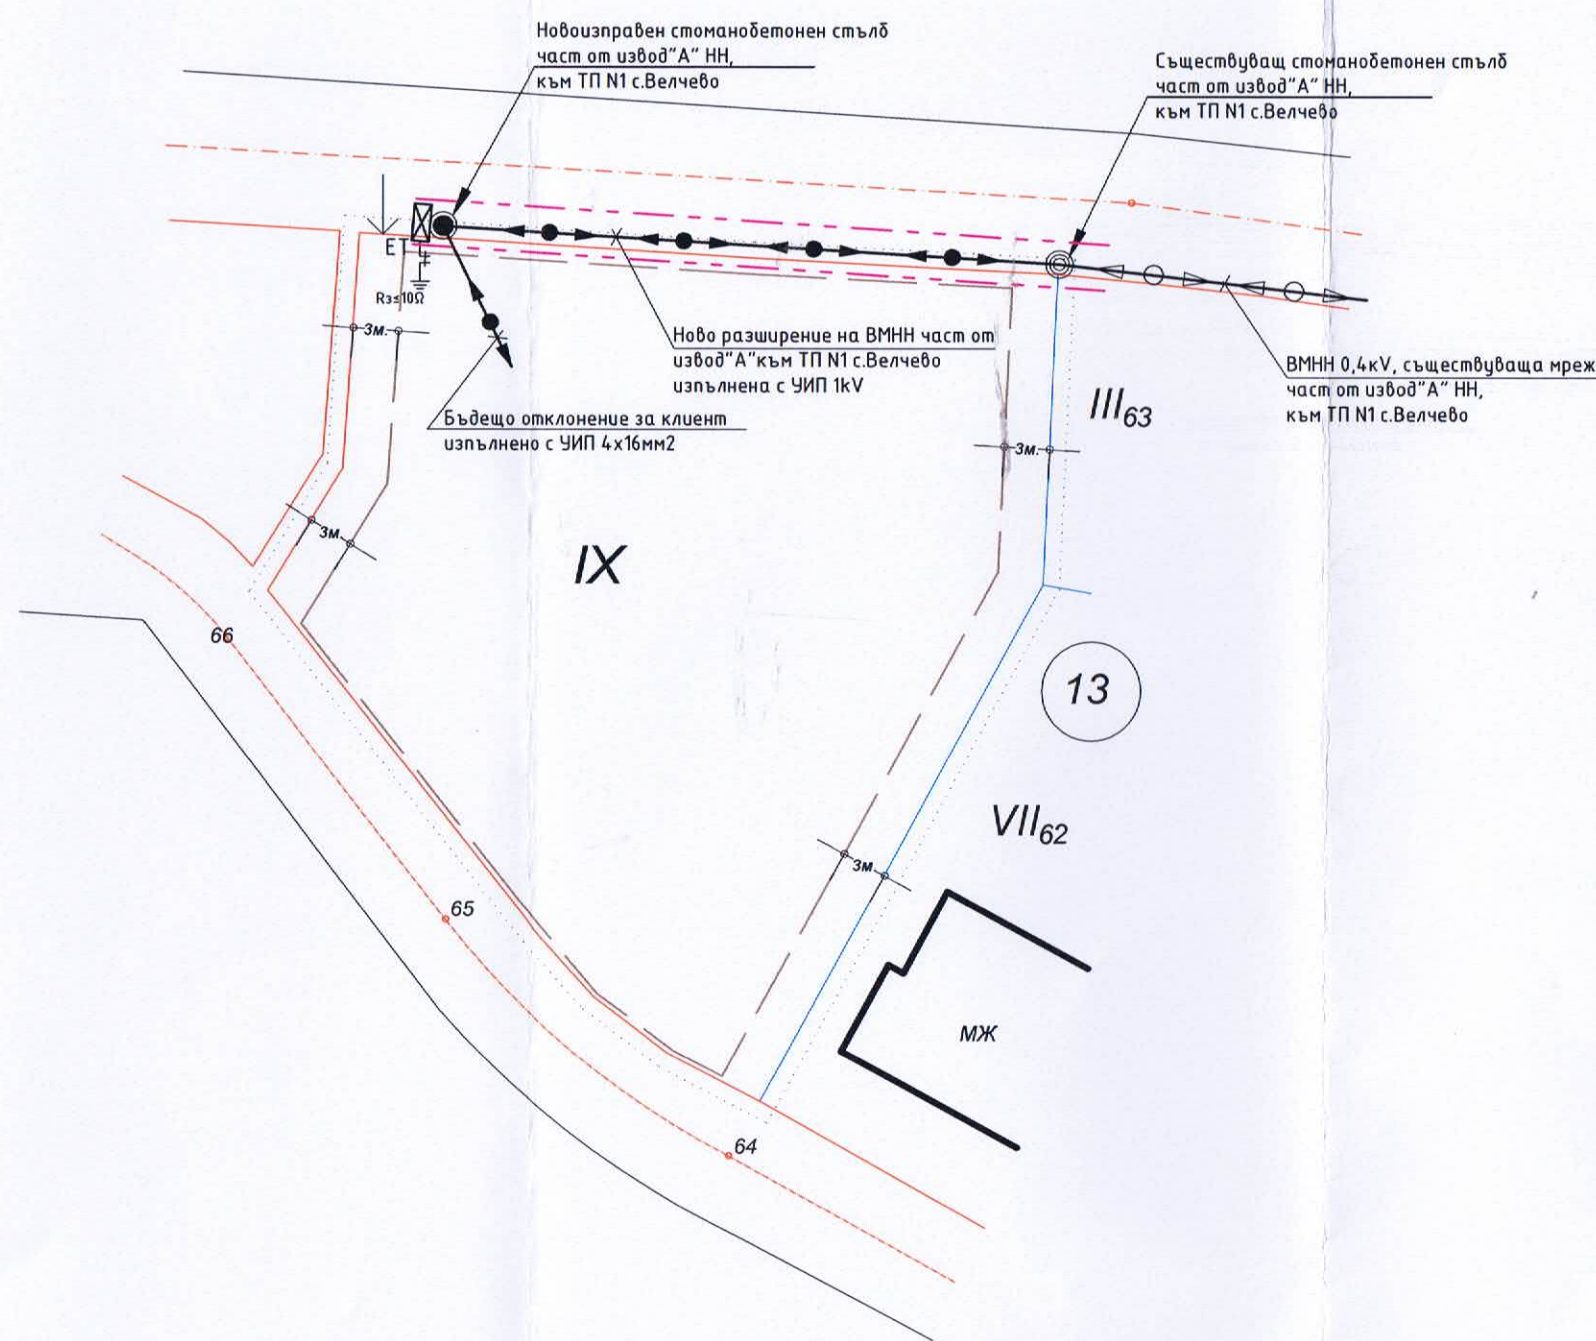 Новоизправен стоманобетонен стълб
част от извод"А" НН,
към ТП N1 с.Велчево
Съществуващ стоманобетонен стълб
част от извод"А" НН,
към ТП N1 с.Велчево
ЕТ
Rз≤10Ω
3м.
Ново разширение на ВМНН част от
извод"А"към ТП N1 с.Велчево
изпълнена с УИП 1kV
ВМНН 0,4kV, съществуваща мреж
част от извод"А" НН,
към ТП N1 с.Велчево
Бъдещо отклонение за клиент
изпълнено с УИП 4x16мм2
III63
3м.
3м.
IX
66
13
VII62
3м.
65
МЖ
64